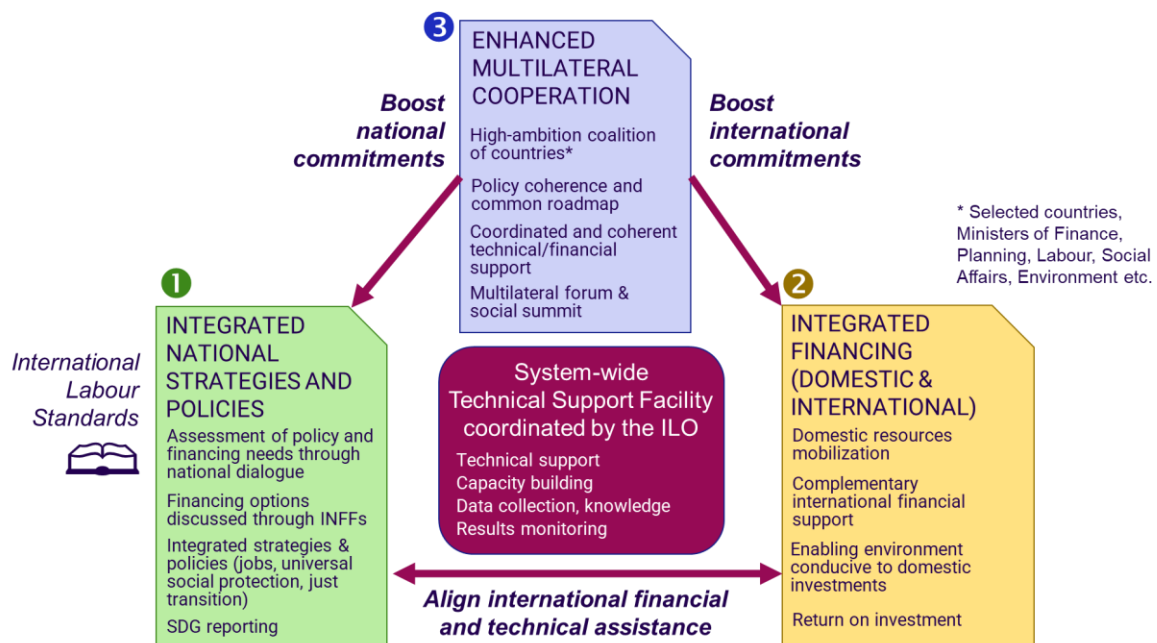 3
ENHANCED
MULTILATERAL
COOPERATION
High-ambition coalition
of countries*
Policy coherence and
common roadmap
Coordinated and coherent
technical/financial
support
Multilateral forum &
social summit
Boost
national
commitments
Boost
international
commitments
* Selected countries,
Ministers of Finance,
Planning, Labour, Social
Affairs, Environment etc.
1
INTEGRATED
NATIONAL
STRATEGIES AND
POLICIES
Assessment of policy and
financing needs through
national dialogue
Financing options
discussed through INFFs
Integrated strategies &
policies (jobs, universal
social protection, just
transition)
SDG reporting
International
Labour
Standards
System-wide
Technical Support Facility
coordinated by the ILO
Technical support
Capacity building
Data collection, knowledge
Results monitoring
2
INTEGRATED
FINANCING
(DOMESTIC &
INTERNATIONAL)
Domestic resources
mobilization
Complementary
international financial
support
Enabling environment
conducive to domestic
investments
Return on investment
Align international financial
and technical assistance